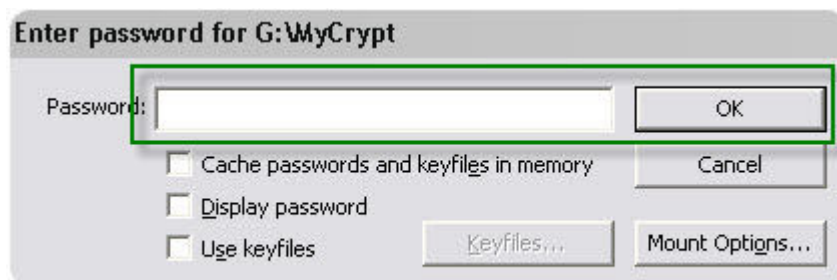 Enter password for G:\MyCrypt
Password: OK
Cache passwords and keyfiles in memory Cancel
Display password
Use keyfiles Keyfiles... Mount Options...